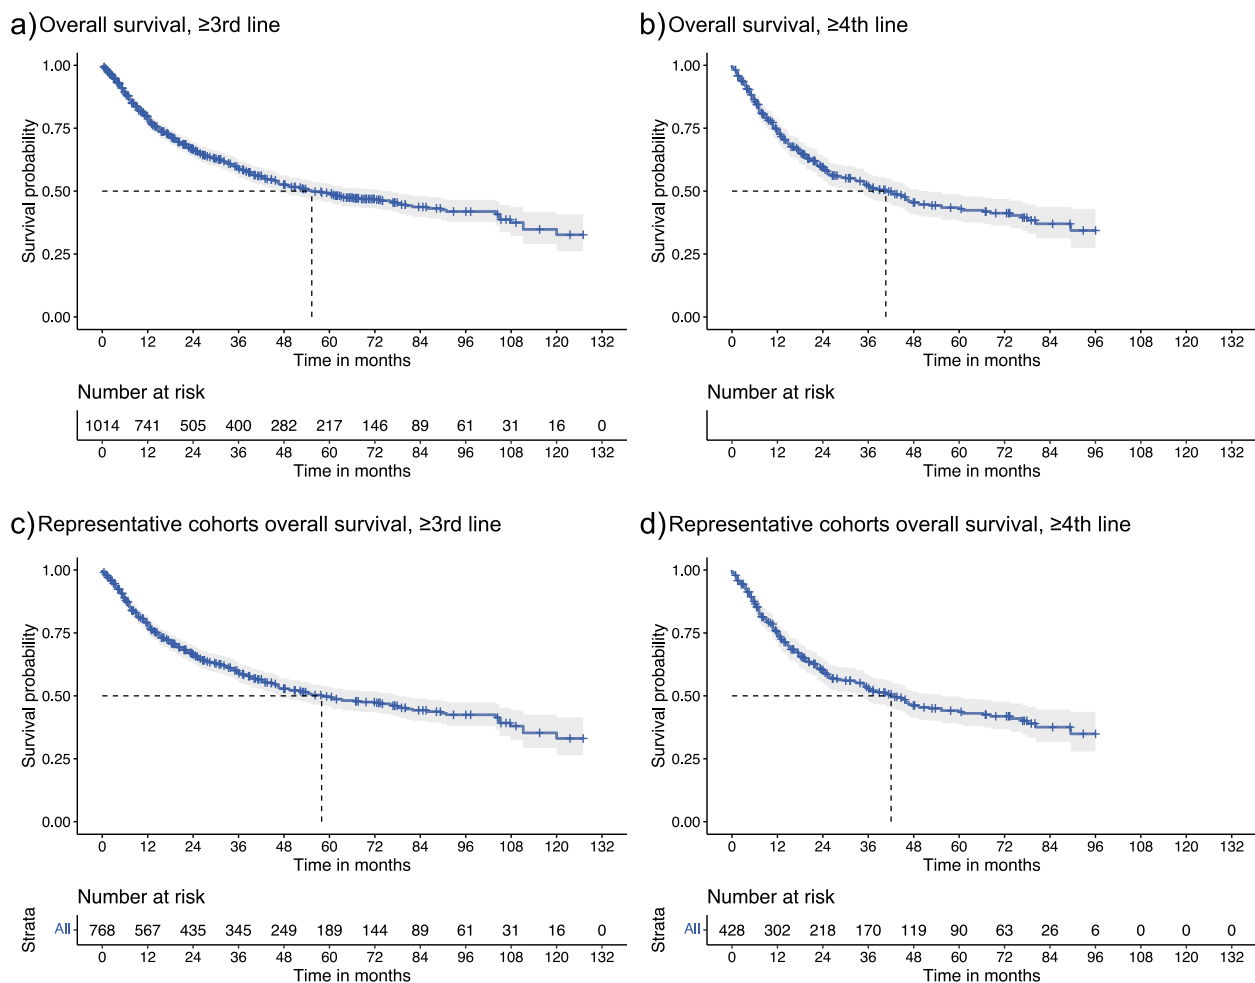 a) Overall survival, ≥3rd line
1.00
0.75
0.50
0.25
0.00
Survival probability
0 12 24 36 48 60 72 84 96 108 120 132
Time in months
Number at risk
1014 741 505 400 282 217 146 89 61 31 16 0
0 12 24 36 48 60 72 84 96 108 120 132
Time in months
b) Overall survival, ≥4th line
1.00
0.75
0.50
0.25
0.00
Survival probability
0 12 24 36 48 60 72 84 96 108 120 132
Time in months
Number at risk
0 12 24 36 48 60 72 84 96 108 120 132
Time in months
c) Representative cohorts overall survival, ≥3rd line
1.00
0.75
0.50
0.25
0.00
Survival probability
0 12 24 36 48 60 72 84 96 108 120 132
Time in months
Number at risk
Strata
All 768 567 435 345 249 189 144 89 61 31 16 0
0 12 24 36 48 60 72 84 96 108 120 132
Time in months
d) Representative cohorts overall survival, ≥4th line
1.00
0.75
0.50
0.25
0.00
Survival probability
0 12 24 36 48 60 72 84 96 108 120 132
Time in months
Number at risk
Strata
All 428 302 218 170 119 90 63 26 6 0 0 0
0 12 24 36 48 60 72 84 96 108 120 132
Time in months